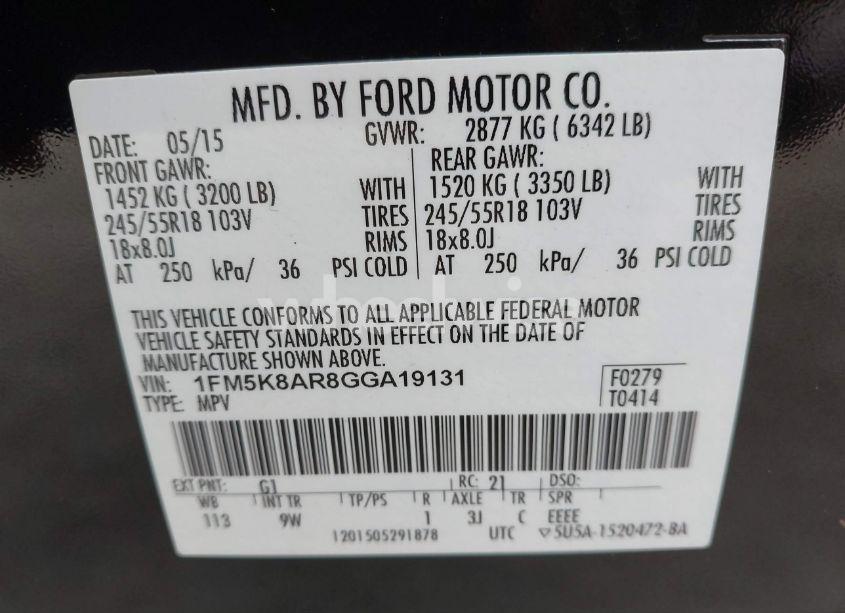 MFD. BY FORD MOTOR CO.
DATE: 05/15 GVWR: 2877 KG ( 6342 LB)
FRONT GAWR: REAR GAWR:
1452 KG ( 3200 LB) WITH 1520 KG ( 3350 LB) WITH
245/55R18 103V TIRES 245/55R18 103V TIRES
18x8.0J RIMS 18x8.0J RIMS
AT 250 kPa/ 36 PSI COLD AT 250 kPa/ 36 PSI COLD
THIS VEHICLE CONFORMS TO ALL APPLICABLE FEDERAL MOTOR
VEHICLE SAFETY STANDARDS IN EFFECT ON THE DATE OF
MANUFACTURE SHOWN ABOVE.
VIN: 1FM5K8AR8GGA19131 F0279
TYPE: MPV T0414
EXT PNT: G1 RC: 21 DSO:
WB INT TR TP/PS R AXLE TR SPR
113 9W 1 3J C EEEE
1201505291878 UTC ▽5U5A-1520472-BA